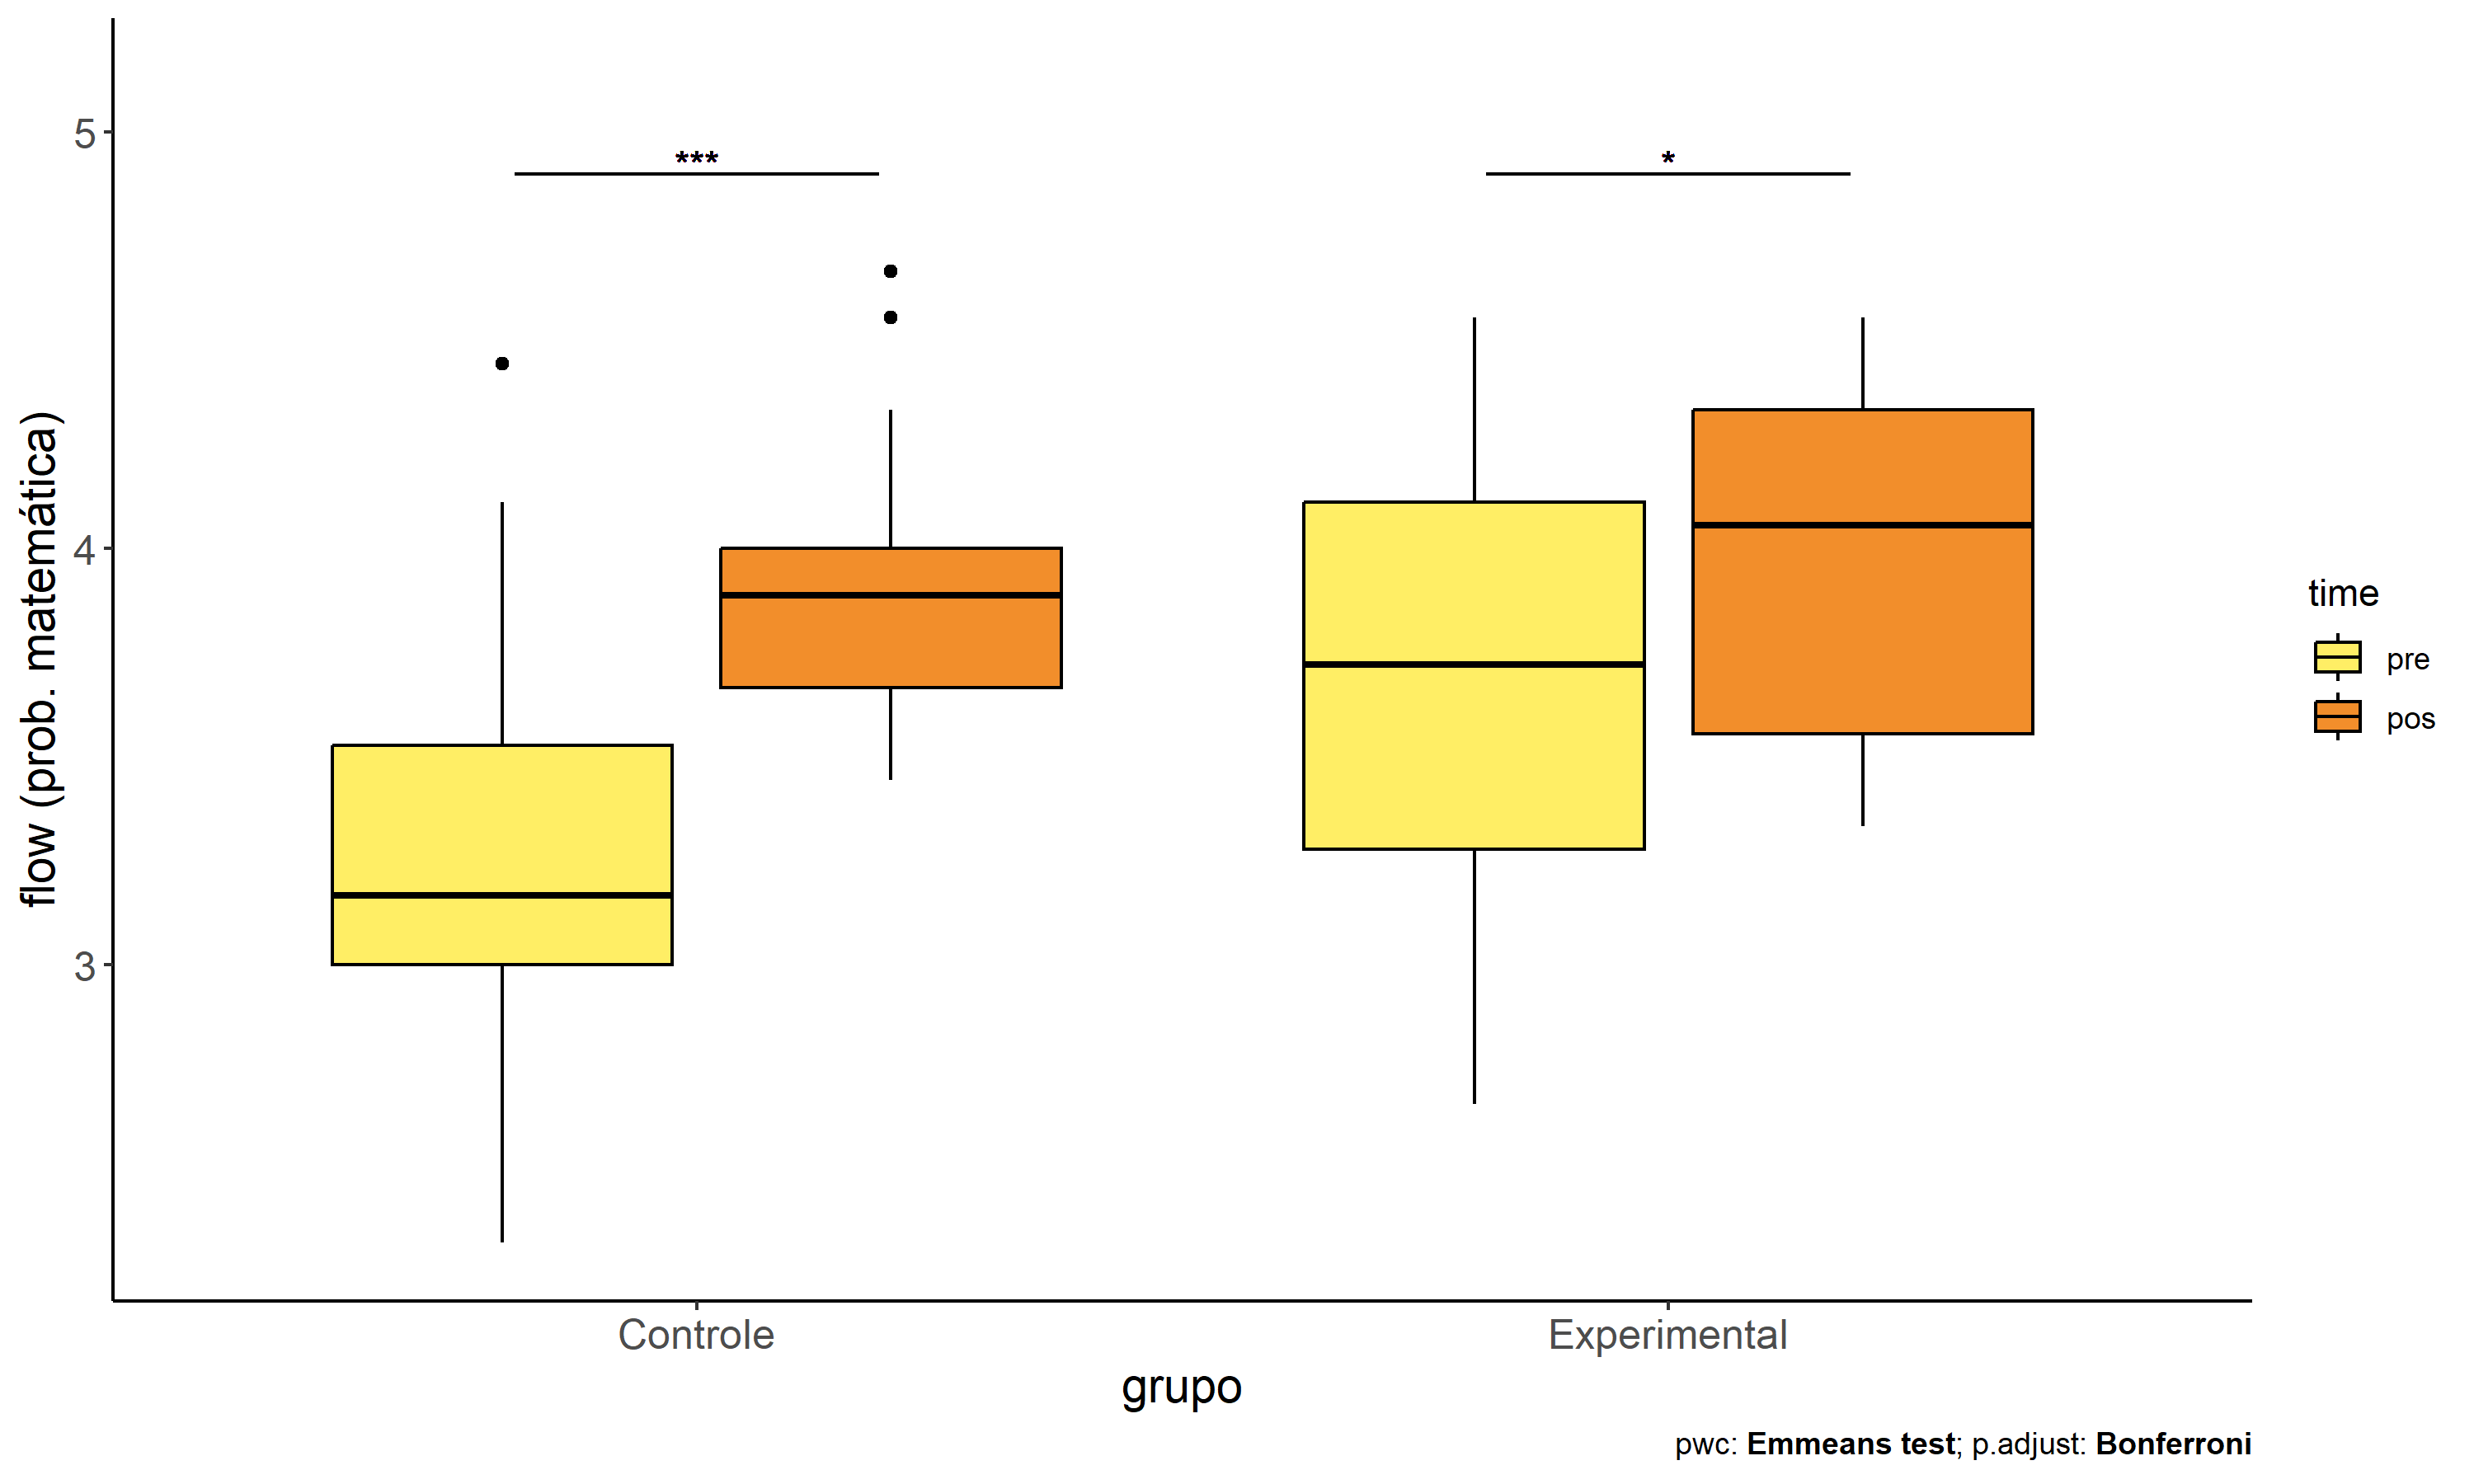 flow (prob. matemática)
5
4
3
***
*
Controle
Experimental
grupo
time
pre
pos
pwc: Emmeans test; p.adjust: Bonferroni